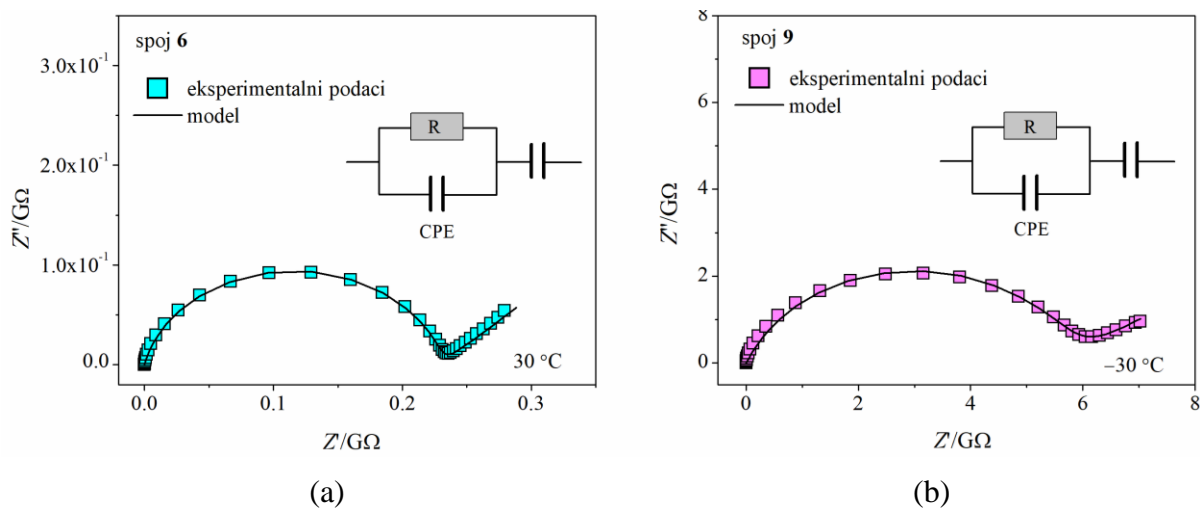 spoj 6
eksperimentalni podaci
model
R
CPE
30 °C
3.0x10⁻¹
2.0x10⁻¹
1.0x10⁻¹
0.0
0.0 0.1 0.2 0.3
Z''/GΩ
Z'/GΩ
(a)
spoj 9
eksperimentalni podaci
model
R
CPE
−30 °C
8
6
4
2
0
0 2 4 6 8
Z''/GΩ
Z'/GΩ
(b)